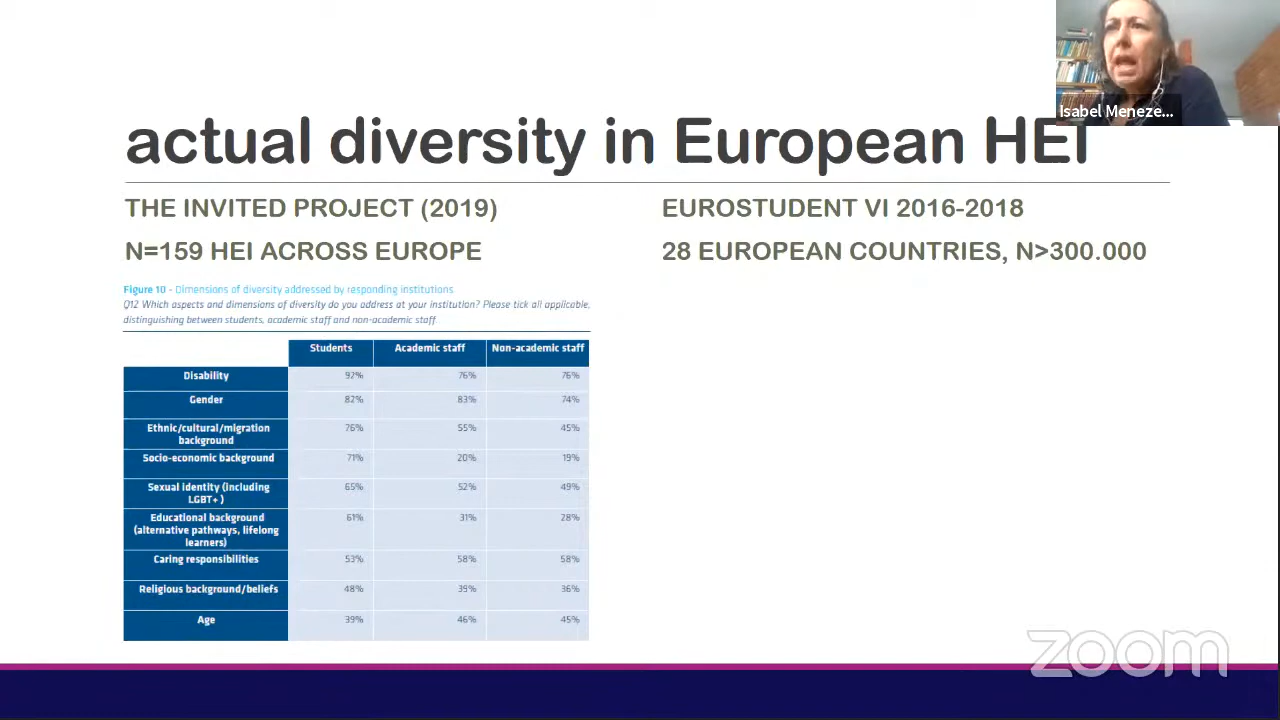 Isabel Meneze...
actual diversity in European HEI
THE INVITED PROJECT (2019)
N=159 HEI ACROSS EUROPE
EUROSTUDENT VI 2016-2018
28 EUROPEAN COUNTRIES, N>300.000
Figure 10 - Dimensions of diversity addressed by responding institutions
Q12 Which aspects and dimensions of diversity do you address at your institution? Please tick all applicable,
distinguishing between students, academic staff and non-academic staff.
Students Academic staff Non-academic staff
Disability 92% 76% 76%
Gender 82% 83% 74%
Ethnic/cultural/migration
background 76% 55% 45%
Socio-economic background 71% 20% 19%
Sexual identity (including
LGBT+ ) 65% 52% 49%
Educational background
(alternative pathways, lifelong
learners) 61% 31% 28%
Caring responsibilities 53% 58% 58%
Religious background/beliefs 48% 39% 36%
Age 39% 46% 45%
zoom